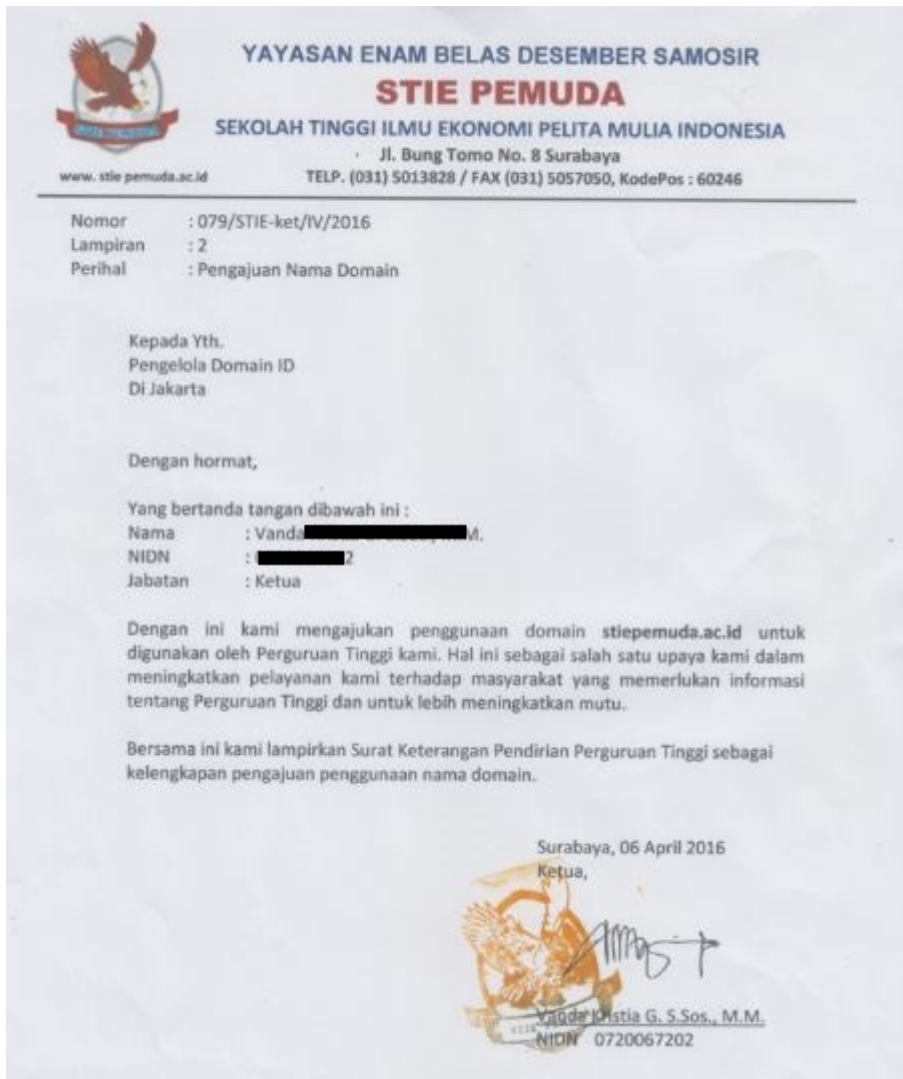 YAYASAN ENAM BELAS DESEMBER SAMOSIR
STIE PEMUDA
SEKOLAH TINGGI ILMU EKONOMI PELITA MULIA INDONESIA
Jl. Bung Tomo No. 8 Surabaya
TELP. (031) 5013828 / FAX (031) 5057050, KodePos : 60246
STIE PEMUDA
www. stie pemuda.ac.id
Nomor : 079/STIE-ket/IV/2016
Lampiran : 2
Perihal : Pengajuan Nama Domain
Kepada Yth.
Pengelola Domain ID
Di Jakarta
Dengan hormat,
Yang bertanda tangan dibawah ini :
Nama : Vanda M.
NIDN : 2
Jabatan : Ketua
Dengan ini kami mengajukan penggunaan domain stiepemuda.ac.id untuk
digunakan oleh Perguruan Tinggi kami. Hal ini sebagai salah satu upaya kami dalam
meningkatkan pelayanan kami terhadap masyarakat yang memerlukan informasi
tentang Perguruan Tinggi dan untuk lebih meningkatkan mutu.
Bersama ini kami lampirkan Surat Keterangan Pendirian Perguruan Tinggi sebagai
kelengkapan pengajuan penggunaan nama domain.
Surabaya, 06 April 2016
Ketua,
Vanda Kristia G. S.Sos., M.M.
NIDN 0720067202